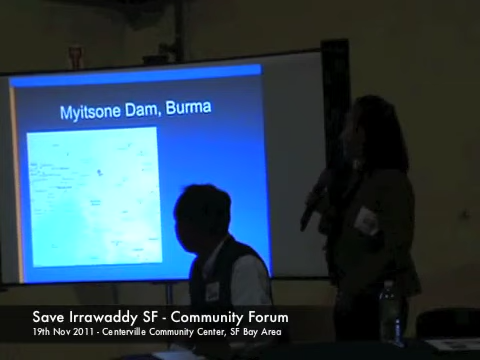 Myitsone Dam, Burma
Save Irrawaddy SF - Community Forum
19th Nov 2011 - Centerville Community Center, SF Bay Area